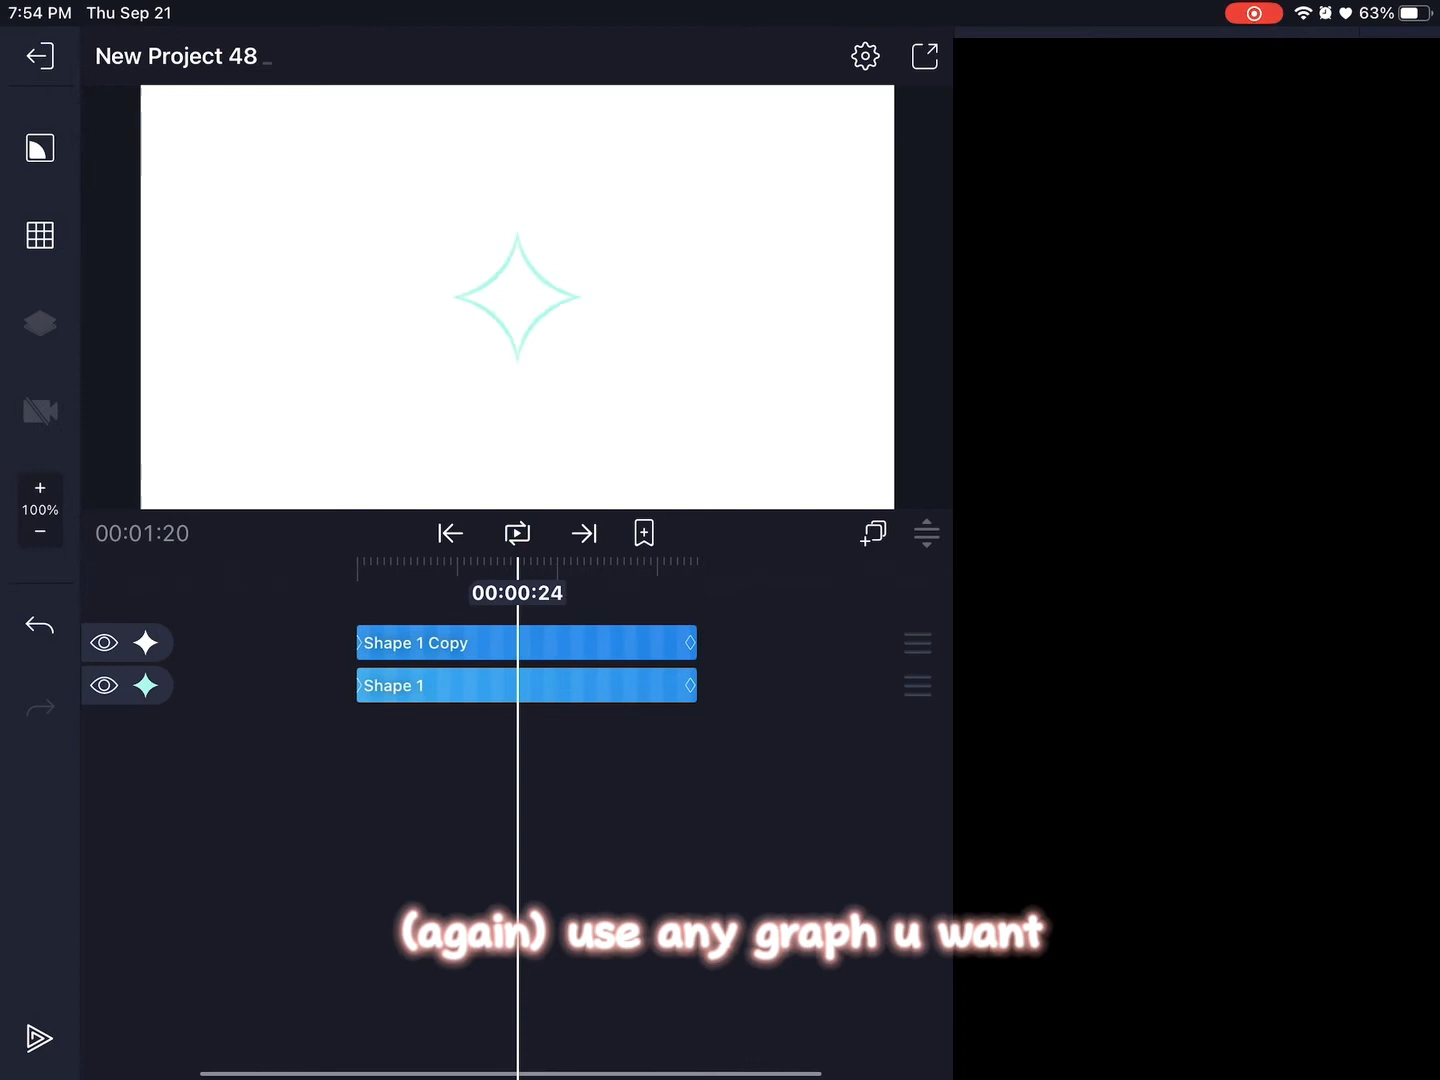 7:54 PM Thu Sep 21
63%
New Project 48
+
100%
−
00:01:20
00:00:24
Shape 1 Copy
Shape 1
(again) use any graph u want